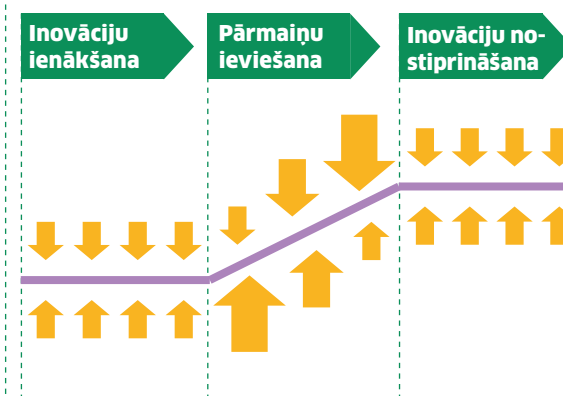 Inovāciju
ienākšana
Pārmaiņu
ieviešana
Inovāciju no-
stiprināšana